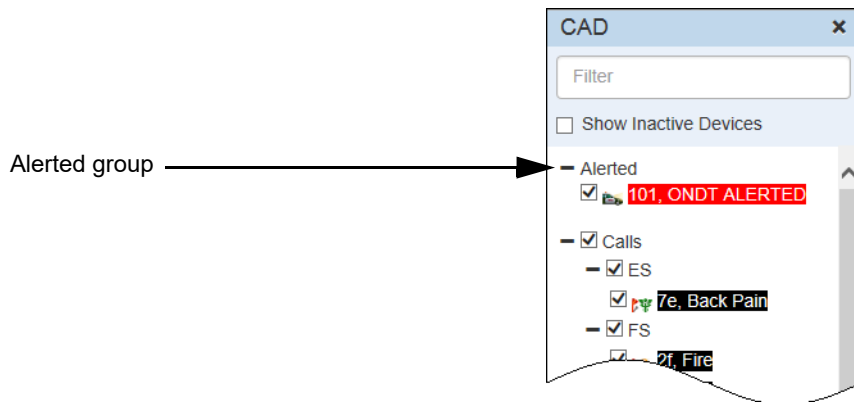 CAD ×
Filter
Show Inactive Devices
Alerted group
Alerted
101, ONDT ALERTED
Calls
ES
7e, Back Pain
FS
2f, Fire